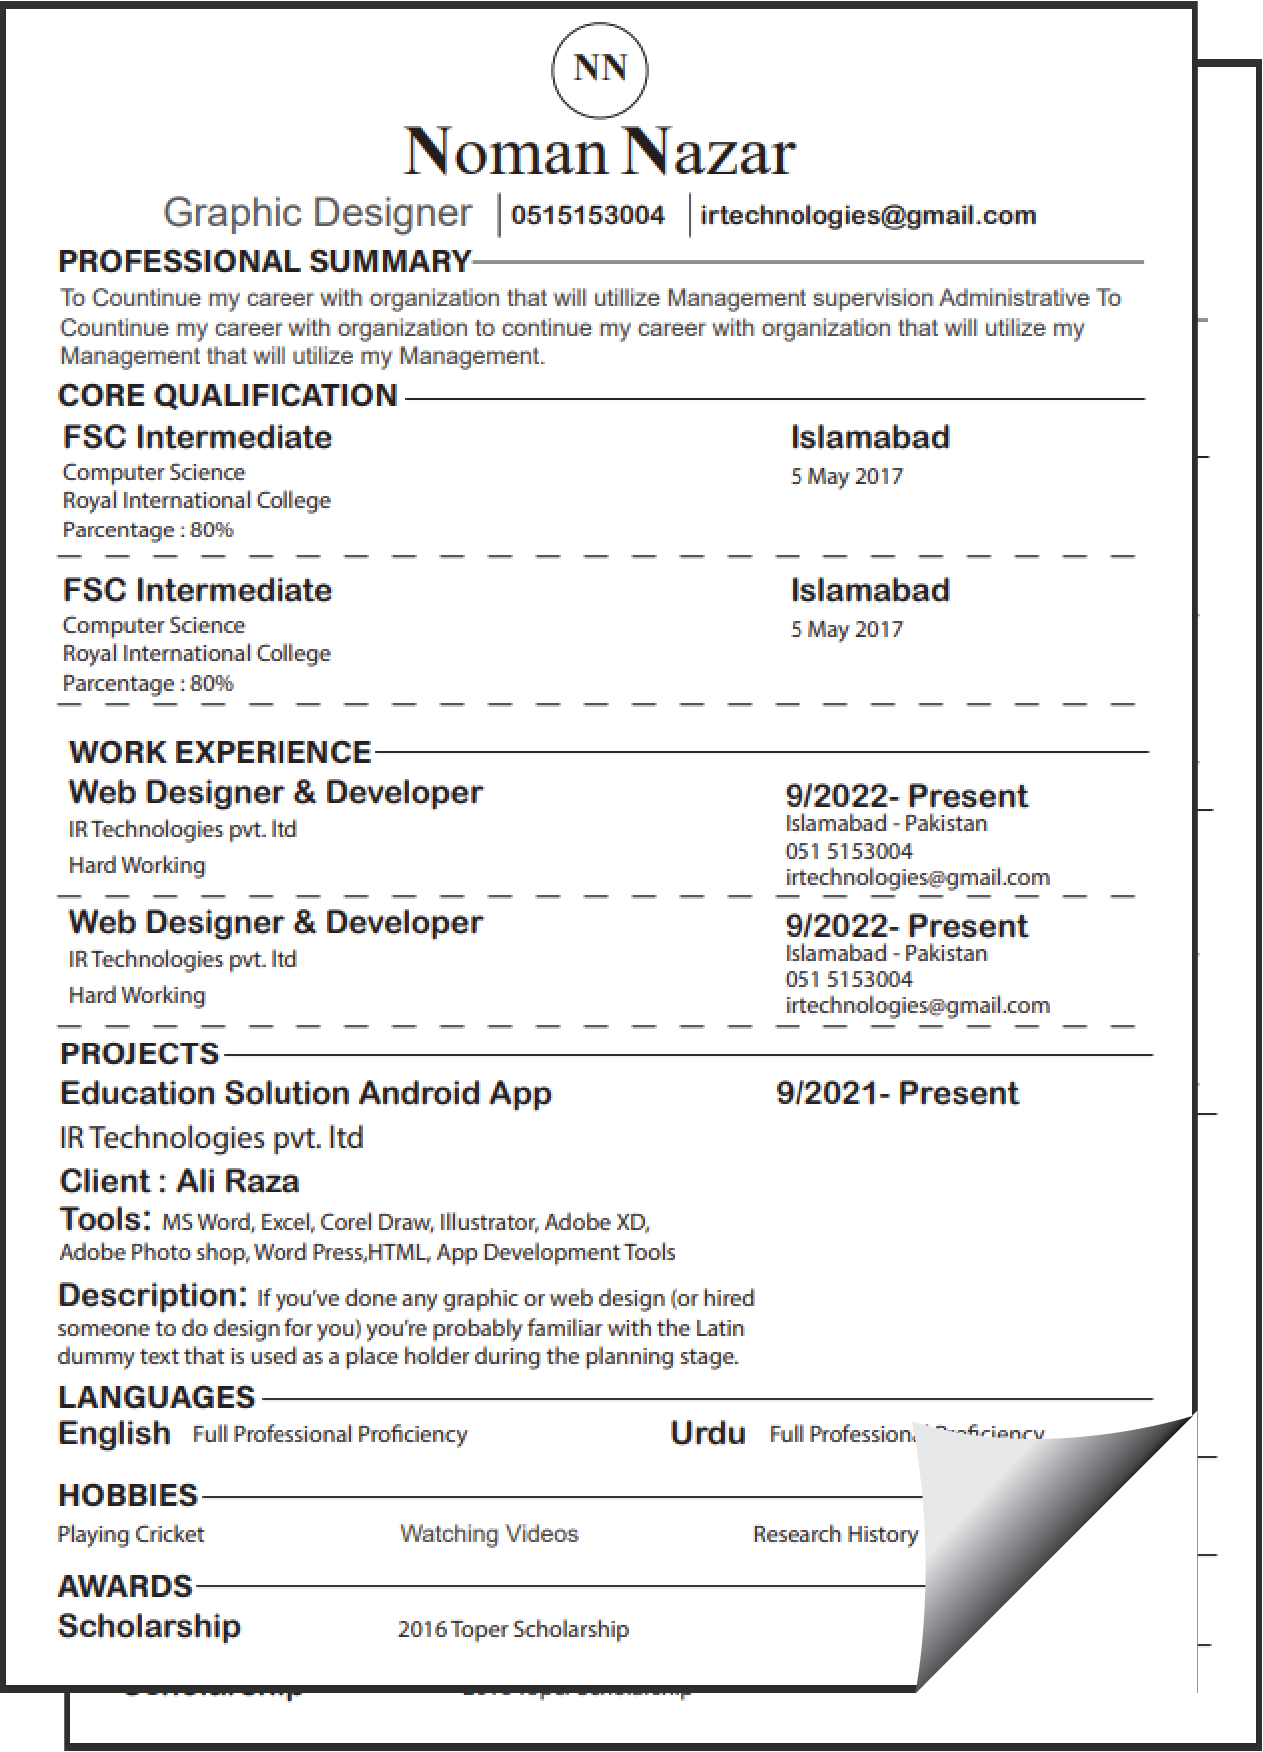 NN
Noman Nazar
Graphic Designer 0515153004 irtechnologies@gmail.com
PROFESSIONAL SUMMARY
To Countinue my career with organization that will utillize Management supervision Administrative To
Countinue my career with organization to continue my career with organization that will utilize my
Management that will utilize my Management.
CORE QUALIFICATION
FSC Intermediate Islamabad
Computer Science 5 May 2017
Royal International College
Parcentage : 80%
FSC Intermediate Islamabad
Computer Science 5 May 2017
Royal International College
Parcentage : 80%
WORK EXPERIENCE
Web Designer & Developer 9/2022- Present
IR Technologies pvt. ltd Islamabad - Pakistan
051 5153004
Hard Working irtechnologies@gmail.com
Web Designer & Developer 9/2022- Present
IR Technologies pvt. ltd Islamabad - Pakistan
051 5153004
Hard Working irtechnologies@gmail.com
PROJECTS
Education Solution Android App 9/2021- Present
IR Technologies pvt. ltd
Client : Ali Raza
Tools: MS Word, Excel, Corel Draw, Illustrator, Adobe XD,
Adobe Photo shop, Word Press,HTML, App Development Tools
Description: If you've done any graphic or web design (or hired
someone to do design for you) you're probably familiar with the Latin
dummy text that is used as a place holder during the planning stage.
LANGUAGES
English Full Professional Proficiency Urdu Full Professional Proficiency
HOBBIES
Playing Cricket Watching Videos Research History
AWARDS
Scholarship 2016 Toper Scholarship